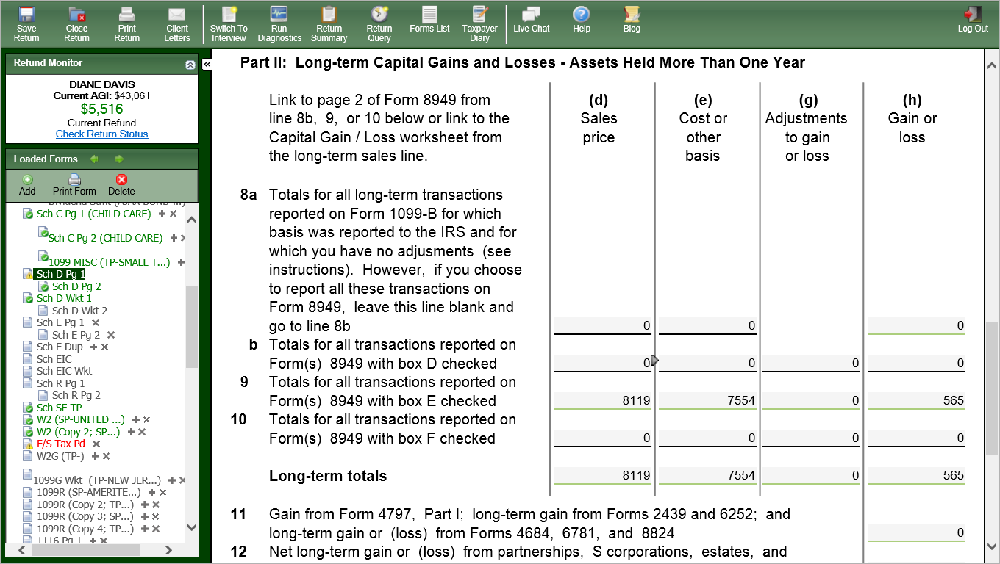 Save Return
Close Return
Print Return
Client Letters
Switch To Interview
Run Diagnostics
Return Summary
Return Query
Forms List
Taxpayer Diary
Live Chat
Help
Blog
Log Out
Refund Monitor
DIANE DAVIS
Current AGI: $43,061
$5,516
Current Refund
Check Return Status
Loaded Forms
Add
Print Form
Delete
Sch C Pg 1 (CHILD CARE)
Sch C Pg 2 (CHILD CARE)
1099 MISC (TP-SMALL T...)
Sch D Pg 1
Sch D Pg 2
Sch D Wkt 1
Sch D Wkt 2
Sch E Pg 1
Sch E Pg 2
Sch E Dup
Sch EIC
Sch EIC Wkt
Sch R Pg 1
Sch R Pg 2
Sch SE TP
W2 (SP-UNITED ...)
W2 (Copy 2; SP...)
F/S Tax Pd
W2G (TP-)
1099G Wkt (TP-NEW JER...)
1099R (SP-AMERITE...)
1099R (Copy 2; TP...)
1099R (Copy 3; SP...)
1099R (Copy 4; TP...)
1116 Pg 1
Part II: Long-term Capital Gains and Losses - Assets Held More Than One Year
Link to page 2 of Form 8949 from
line 8b, 9, or 10 below or link to the
Capital Gain / Loss worksheet from
the long-term sales line.
(d) Sales price
(e) Cost or other basis
(g) Adjustments to gain or loss
(h) Gain or loss
8a Totals for all long-term transactions
reported on Form 1099-B for which
basis was reported to the IRS and for
which you have no adjusments (see
instructions). However, if you choose
to report all these transactions on
Form 8949, leave this line blank and
go to line 8b 0 0 0
b Totals for all transactions reported on
Form(s) 8949 with box D checked 0 0 0 0
9 Totals for all transactions reported on
Form(s) 8949 with box E checked 8119 7554 0 565
10 Totals for all transactions reported on
Form(s) 8949 with box F checked 0 0 0 0
Long-term totals 8119 7554 0 565
11 Gain from Form 4797, Part I; long-term gain from Forms 2439 and 6252; and
long-term gain or (loss) from Forms 4684, 6781, and 8824 0
12 Net long-term gain or (loss) from partnerships, S corporations, estates, and